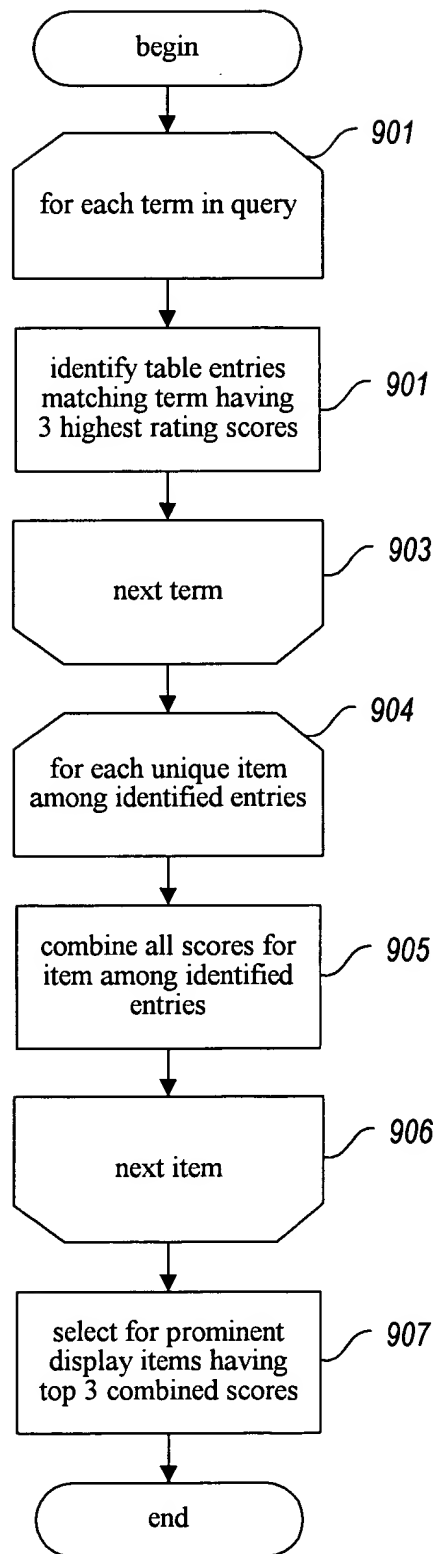 begin
901
for each term in query
identify table entries
matching term having
3 highest rating scores
901
903
next term
904
for each unique item
among identified entries
combine all scores for
item among identified
entries
905
906
next item
select for prominent
display items having
top 3 combined scores
907
end